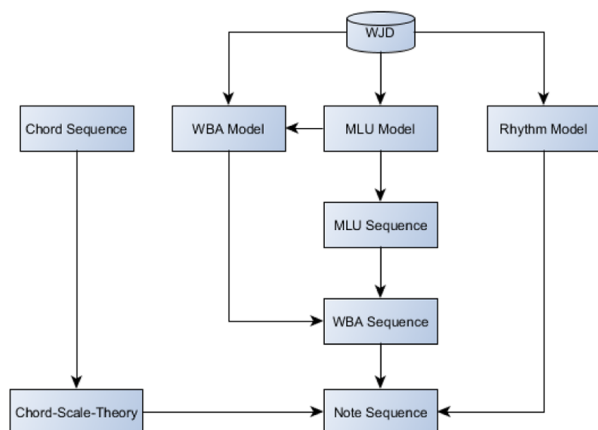 WJD
Chord Sequence
WBA Model
MLU Model
Rhythm Model
MLU Sequence
WBA Sequence
Chord-Scale-Theory
Note Sequence